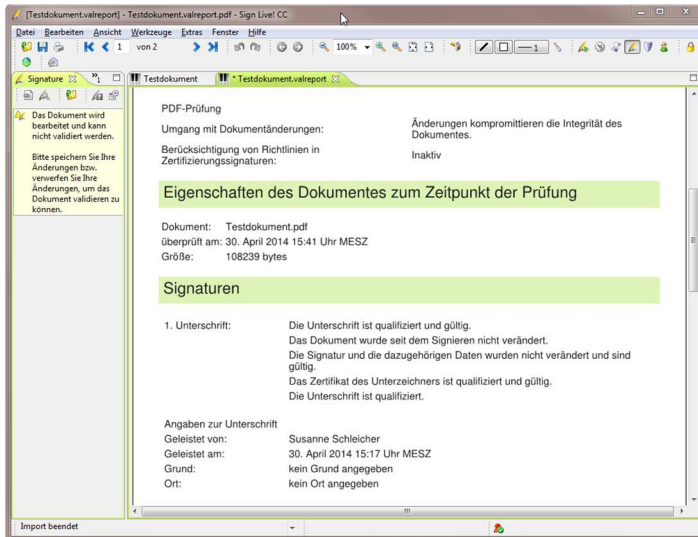 [Testdokument.valreport] - Testdokument.valreport.pdf - Sign Live! CC
Datei Bearbeiten Ansicht Werkzeuge Extras Fenster Hilfe
1 von 2 100% 1
Signature 1 Testdokument * Testdokument.valreport
Das Dokument wird
bearbeitet und kann
nicht validiert werden.
Bitte speichern Sie Ihre
Änderungen bzw.
verwerfen Sie Ihre
Änderungen, um das
Dokument validieren zu
können.
PDF-Prüfung
Umgang mit Dokumentänderungen: Änderungen kompromittieren die Integrität des
Dokumentes.
Berücksichtigung von Richtlinien in
Zertifizierungssignaturen: Inaktiv
Eigenschaften des Dokumentes zum Zeitpunkt der Prüfung
Dokument: Testdokument.pdf
überprüft am: 30. April 2014 15:41 Uhr MESZ
Größe: 108239 bytes
Signaturen
1. Unterschrift: Die Unterschrift ist qualifiziert und gültig.
Das Dokument wurde seit dem Signieren nicht verändert.
Die Signatur und die dazugehörigen Daten wurden nicht verändert und sind
gültig.
Das Zertifikat des Unterzeichners ist qualifiziert und gültig.
Die Unterschrift ist qualifiziert.
Angaben zur Unterschrift
Geleistet von: Susanne Schleicher
Geleistet am: 30. April 2014 15:17 Uhr MESZ
Grund: kein Grund angegeben
Ort: kein Ort angegeben
Import beendet